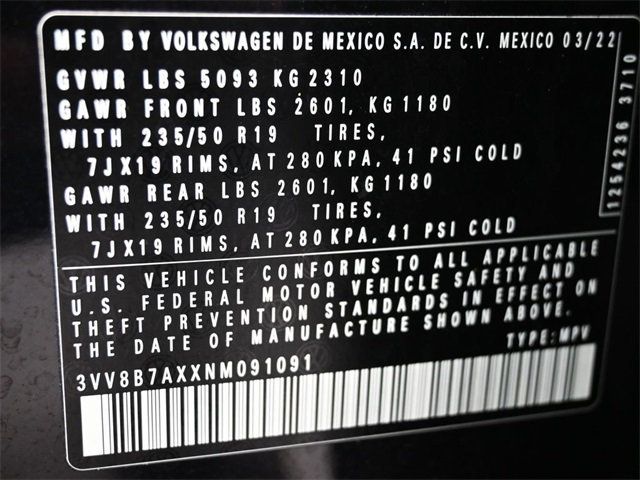 MFD BY VOLKSWAGEN DE MEXICO S.A. DE C.V. MEXICO 03/22
GVWR LBS 5093 KG 2310
GAWR FRONT LBS 2601, KG 1180
WITH 235/50 R19 TIRES,
7JX19 RIMS, AT 280 KPA, 41 PSI COLD
GAWR REAR LBS 2601, KG 1180
WITH 235/50 R19 TIRES,
7JX19 RIMS, AT 280 KPA, 41 PSI COLD
1254236 3710
THIS VEHICLE CONFORMS TO ALL APPLICABLE
U.S. FEDERAL MOTOR VEHICLE SAFETY AND
THEFT PREVENTION STANDARDS IN EFFECT ON
THE DATE OF MANUFACTURE SHOWN ABOVE.
TYPE: MPV
3VV8B7AXXNM091091